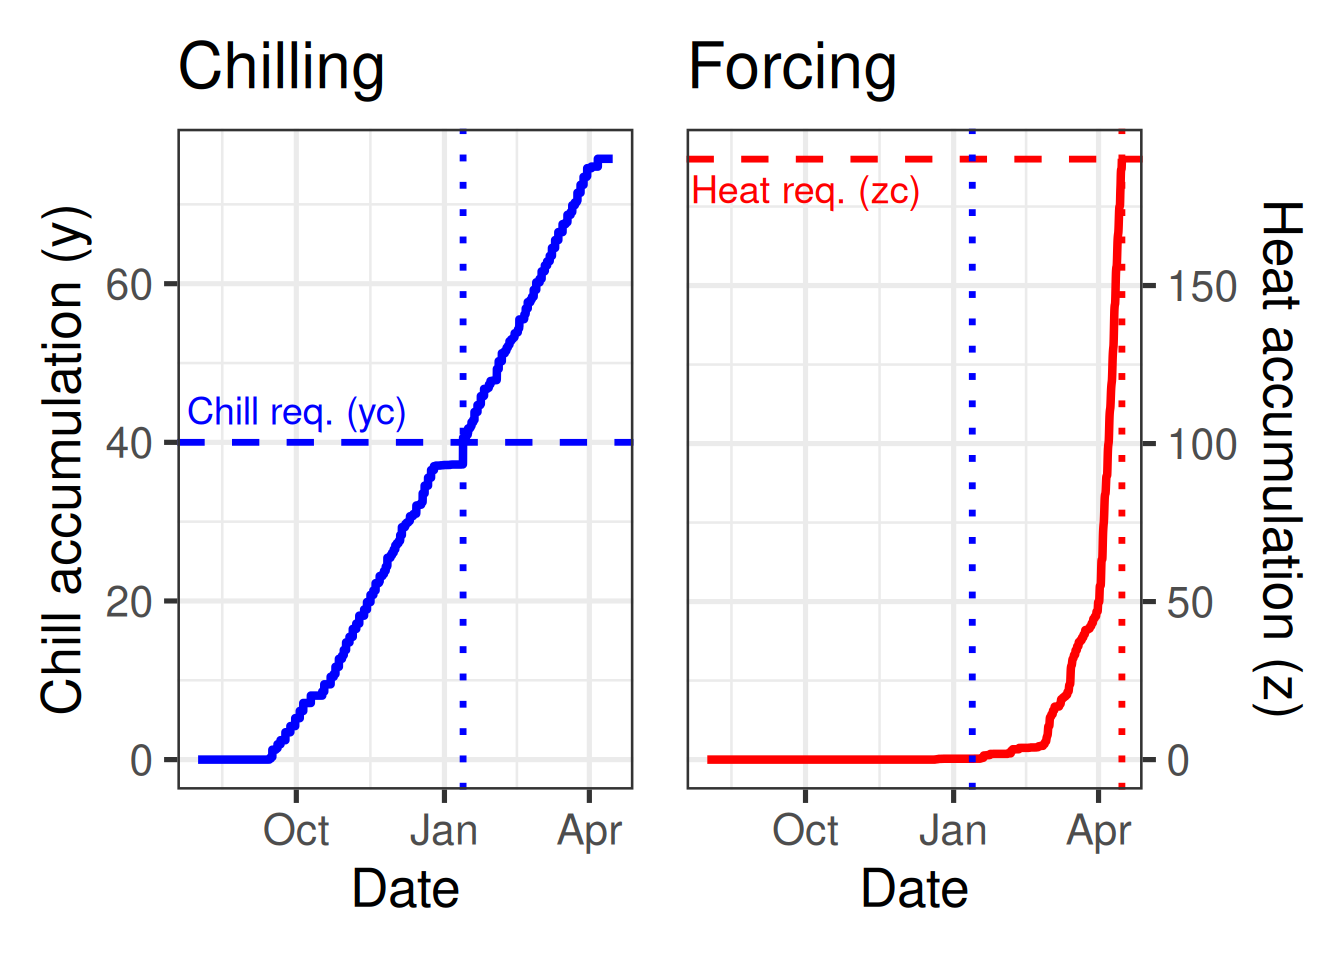 Chilling
Forcing
Chill accumulation (y)
60
40
20
0
Chill req. (yc)
Oct Jan Apr
Date
Heat req. (zc)
150
100
50
0
Heat accumulation (z)
Oct Jan Apr
Date